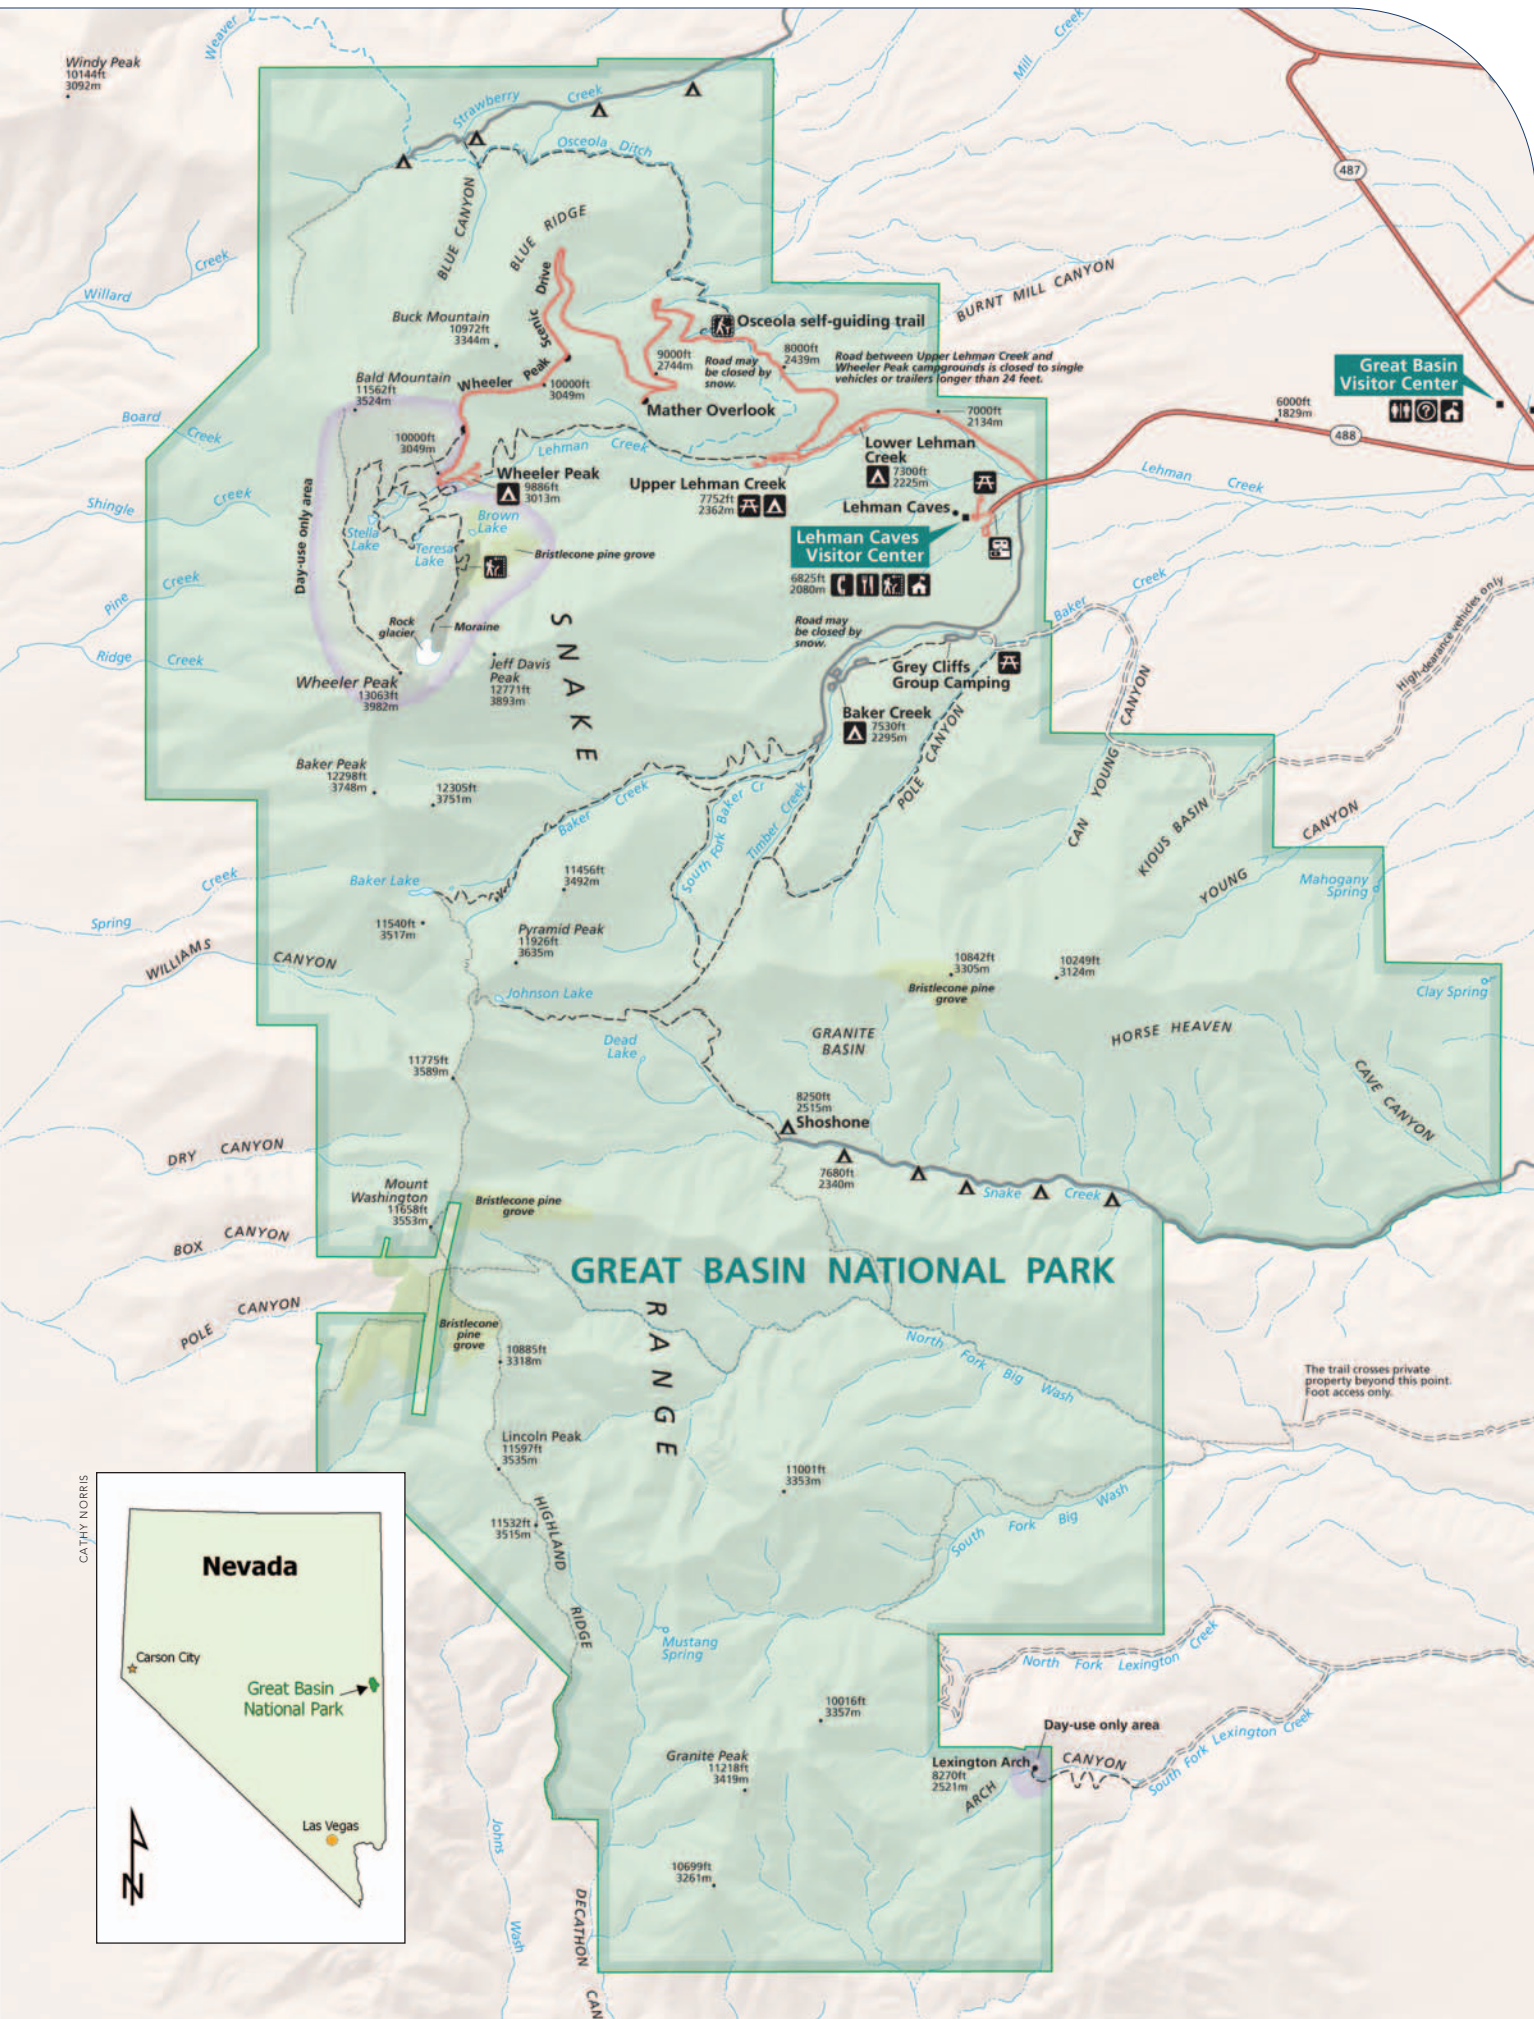 Weaver
Creek
Mill
Windy Peak
10144ft
3092m
Strawberry
Creek
Osceola Ditch
487
BLUE CANYON
BLUE RIDGE
Creek
Willard
BURNT MILL CANYON
Buck Mountain
10972ft
3344m
Wheeler Peak Scenic Drive
Osceola self-guiding trail
9000ft
2744m
Road may
be closed by
snow.
8000ft
2439m
Road between Upper Lehman Creek and
Wheeler Peak campgrounds is closed to single
vehicles or trailers longer than 24 feet.
Great Basin
Visitor Center
Bald Mountain
11562ft
3524m
10000ft
3049m
Mather Overlook
7000ft
2134m
6000ft
1829m
488
Board
Creek
10000ft
3049m
Lehman Creek
Lower Lehman
Creek
7300ft
2225m
Lehman
Creek
Wheeler Peak
9886ft
3013m
Upper Lehman Creek
7752ft
2362m
Lehman Caves
Shingle
Creek
Day-use only area
Stella
Lake
Brown
Lake
Teresa
Lake
Bristlecone pine grove
Lehman Caves
Visitor Center
6825ft
2080m
Pine
Creek
Baker
Creek
High-clearance vehicles only
Rock
glacier
Moraine
Road may
be closed by
snow.
Ridge Creek
Wheeler Peak
13063ft
3982m
Jeff Davis
Peak
12771ft
3893m
SNAKE
Grey Cliffs
Group Camping
Baker Creek
7530ft
2295m
POLE CANYON
CAN YOUNG CANYON
Baker Peak
12298ft
3748m
12305ft
3751m
Baker Creek
South Fork Baker Cr
Timber Creek
KIOUS BASIN
YOUNG CANYON
Mahogany
Spring
Spring
Creek
Baker Lake
11456ft
3492m
11540ft
3517m
Pyramid Peak
11926ft
3635m
WILLIAMS
CANYON
10842ft
3305m
Bristlecone pine
grove
10249ft
3124m
Clay Spring
Johnson Lake
Dead
Lake
GRANITE
BASIN
HORSE HEAVEN
11775ft
3589m
CAVE CANYON
8250ft
2515m
Shoshone
DRY CANYON
7680ft
2340m
Snake Creek
Mount
Washington
11658ft
3553m
Bristlecone pine
grove
BOX CANYON
GREAT BASIN NATIONAL PARK
POLE CANYON
RANGE
Bristlecone
pine
grove
10885ft
3318m
North Fork Big Wash
The trail crosses private
property beyond this point.
Foot access only.
Lincoln Peak
11597ft
3535m
11001ft
3353m
HIGHLAND RIDGE
11532ft
3515m
South Fork Big Wash
CATHY NORRIS
Nevada
Carson City
Great Basin
National Park
Las Vegas
N
Mustang
Spring
North Fork Lexington Creek
10016ft
3357m
Day-use only area
Granite Peak
11218ft
3419m
Lexington Arch
8270ft
2521m
ARCH
CANYON
South Fork Lexington Creek
Johns
Wash
10699ft
3261m
DECATHON
CAN